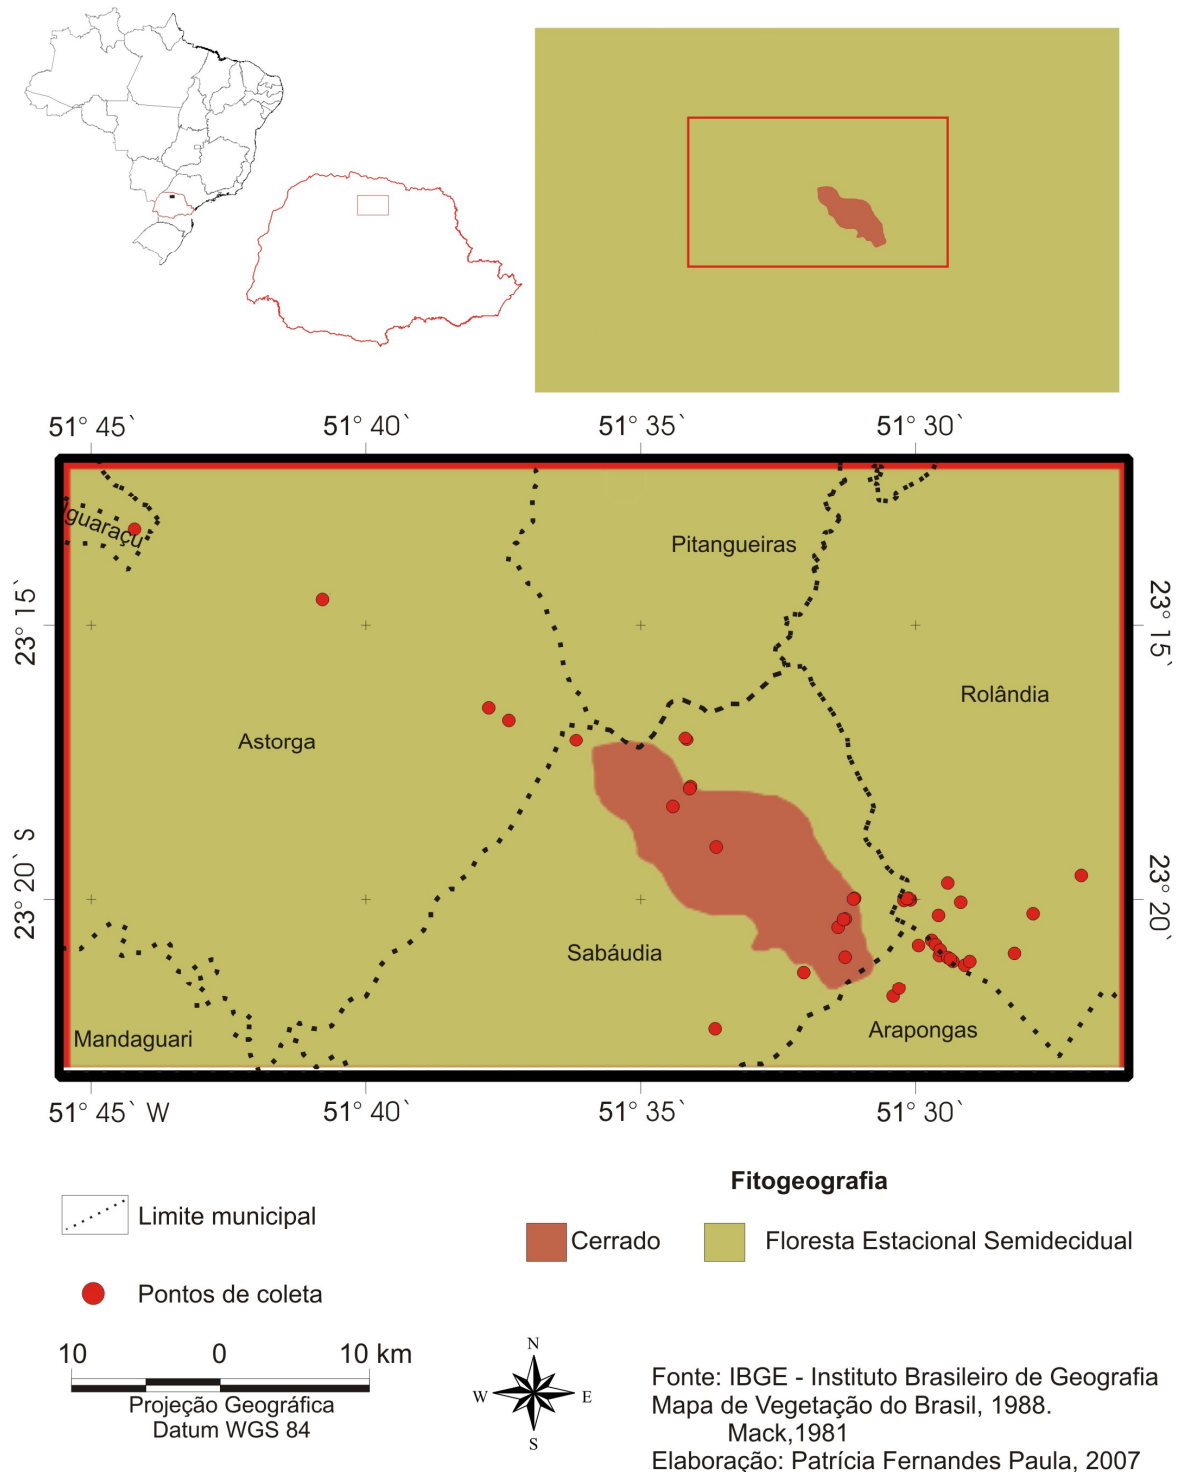 51° 45` 51° 40` 51° 35` 51° 30`
Iguaraçu
Pitangueiras
23° 15` 23° 15`
Rolândia
Astorga
23° 20` S 23° 20`
Sabáudia
Arapongas
Mandaguari
51° 45` W 51° 40` 51° 35` 51° 30`
Fitogeografia
Limite municipal
Cerrado Floresta Estacional Semidecidual
Pontos de coleta
10 0 10 km
Projeção Geográfica
Datum WGS 84
N
W E
S
Fonte: IBGE - Instituto Brasileiro de Geografia
Mapa de Vegetação do Brasil, 1988.
Mack,1981
Elaboração: Patrícia Fernandes Paula, 2007